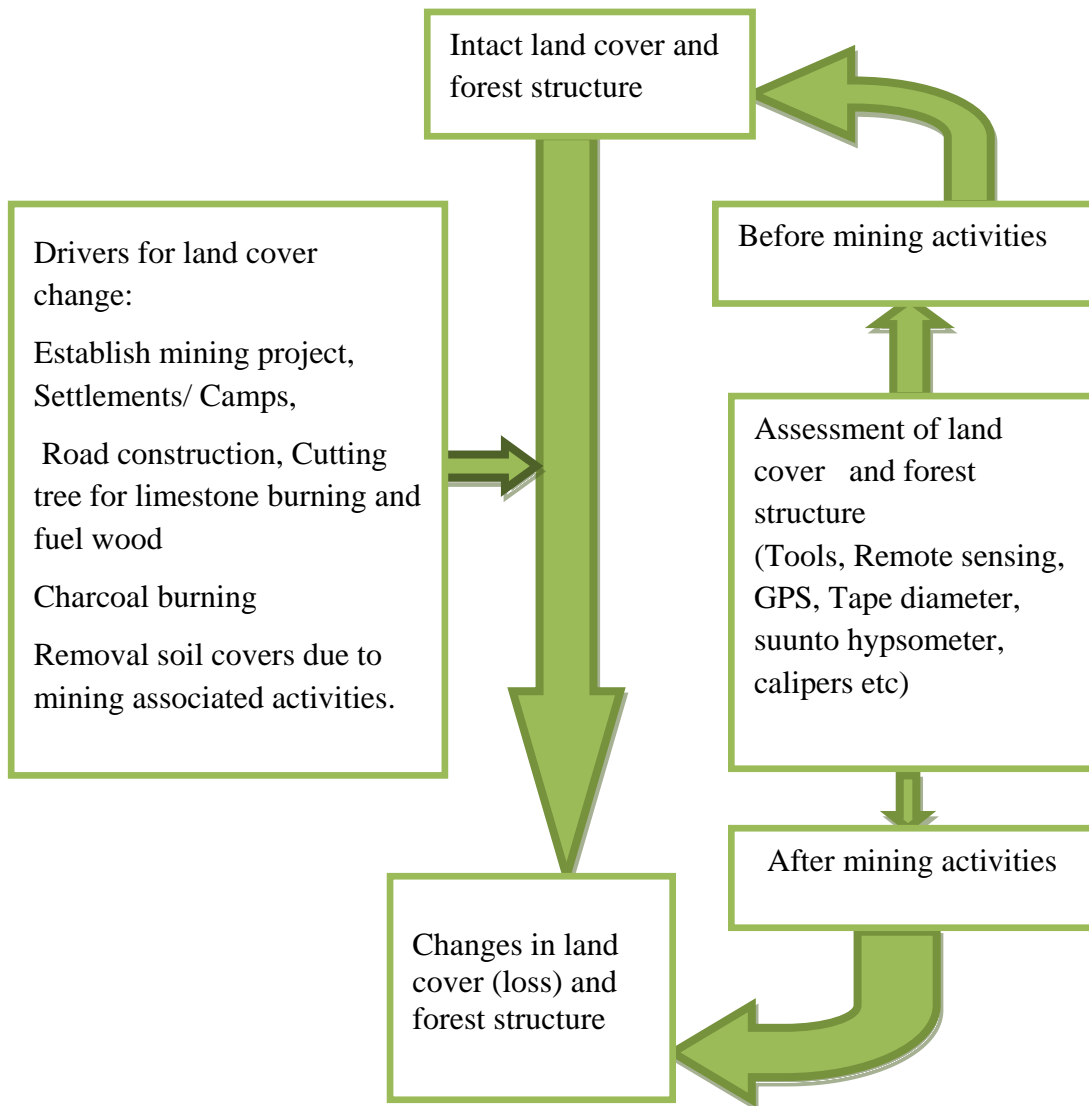 Intact land cover and
forest structure
Before mining activities
Drivers for land cover
change:
Establish mining project,
Settlements/ Camps,
Road construction, Cutting
tree for limestone burning and
fuel wood
Charcoal burning
Removal soil covers due to
mining associated activities.
Assessment of land
cover and forest
structure
(Tools, Remote sensing,
GPS, Tape diameter,
suunto hypsometer,
calipers etc)
After mining activities
Changes in land
cover (loss) and
forest structure